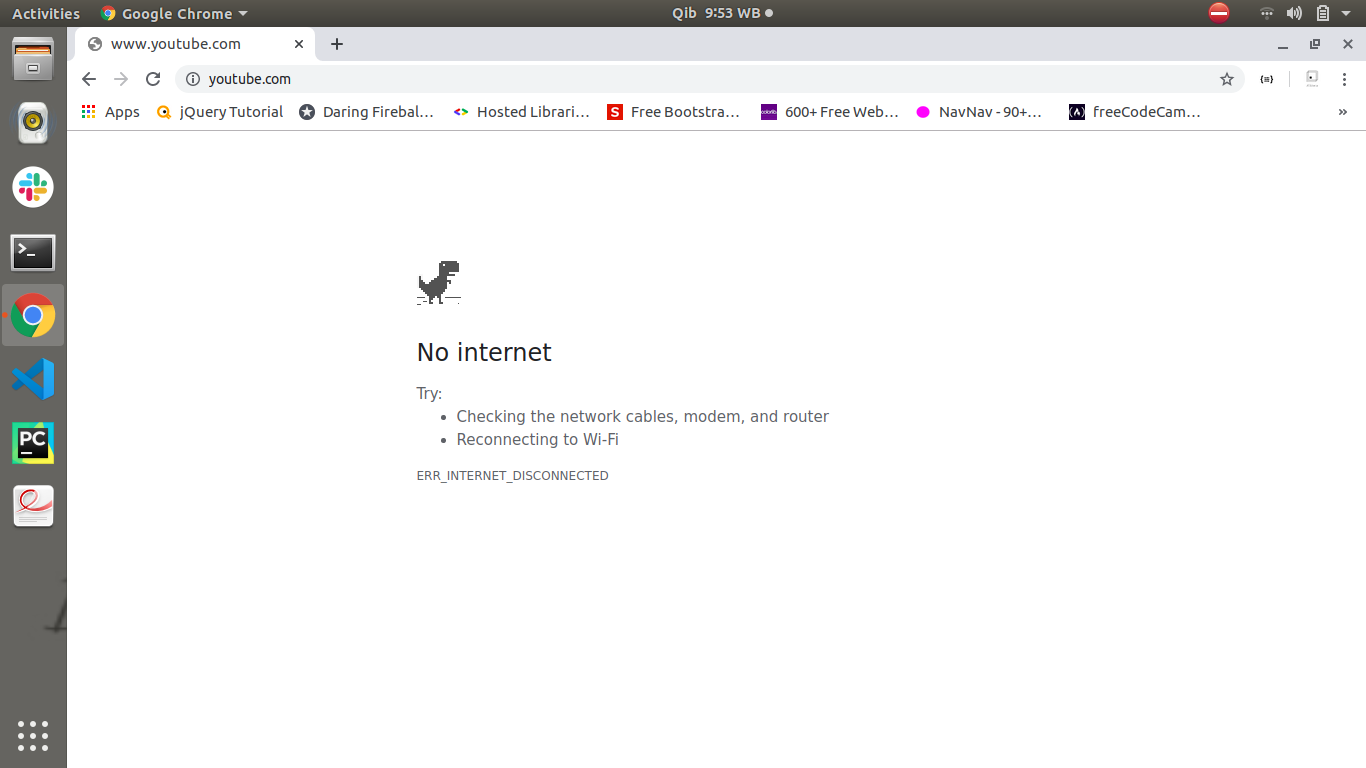 Activities Google Chrome Qib 9:53 WB
www.youtube.com
youtube.com
Apps jQuery Tutorial Daring Firebal… Hosted Librari… Free Bootstra… 600+ Free Web… NavNav - 90+… freeCodeCam… »
No internet
Try:
• Checking the network cables, modem, and router
• Reconnecting to Wi-Fi
ERR_INTERNET_DISCONNECTED
PC